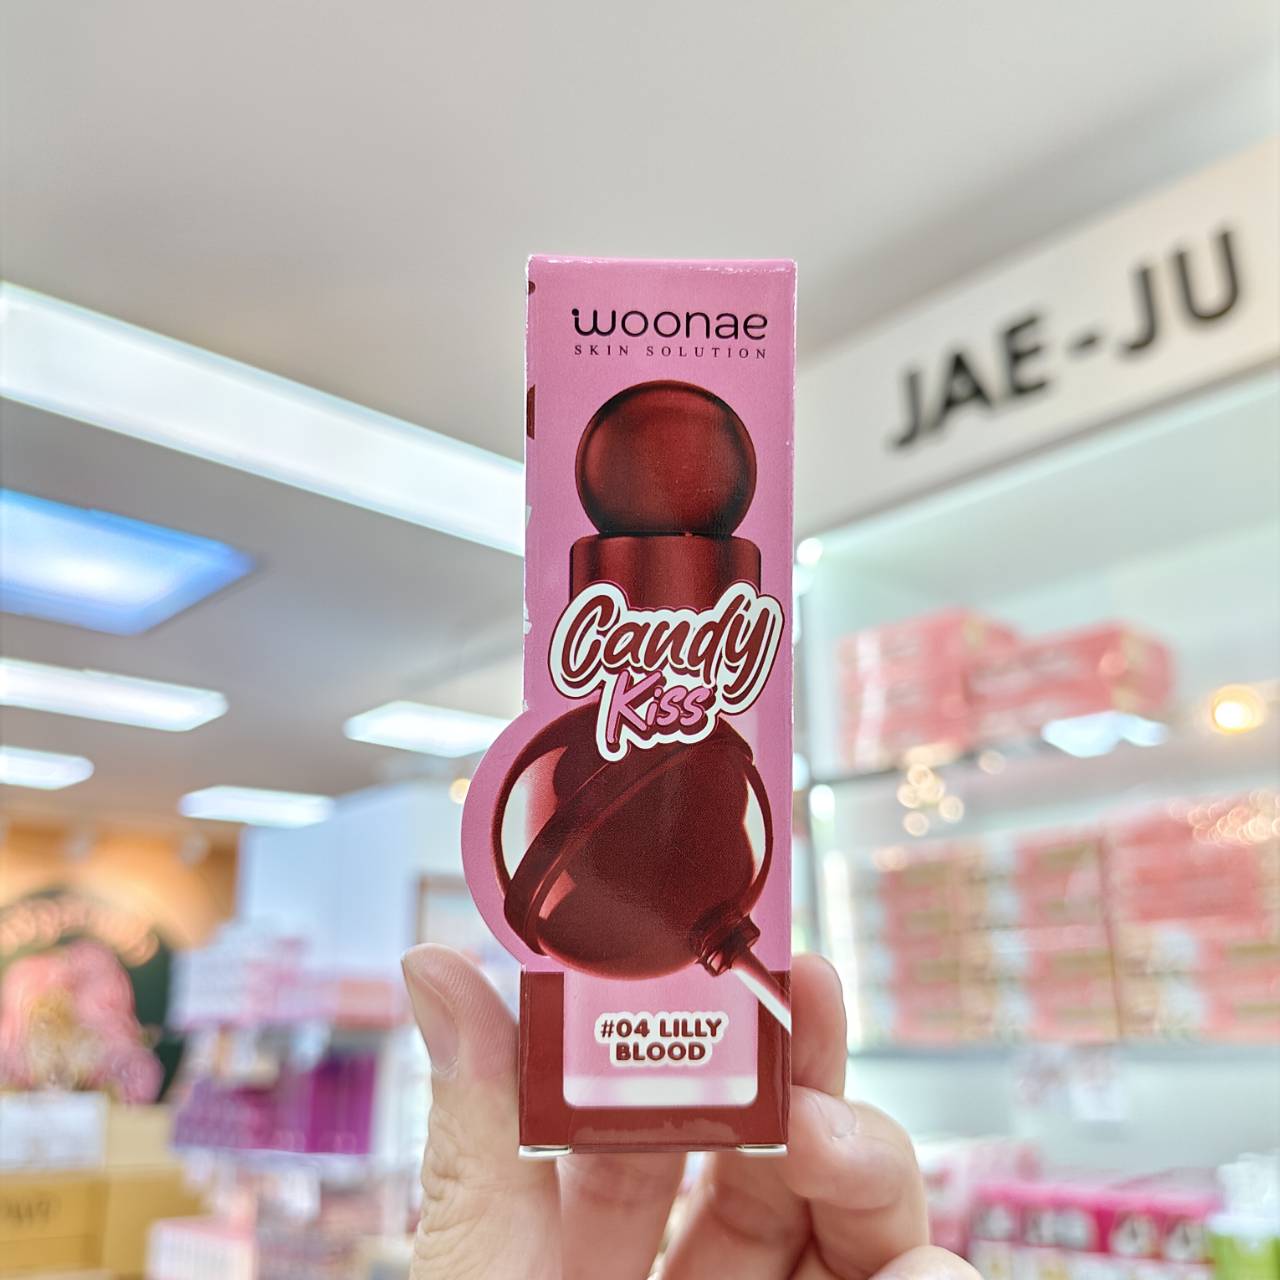 woonae
SKIN SOLUTION
Candy
Kiss
#04 LILLY
BLOOD
JAE-JU